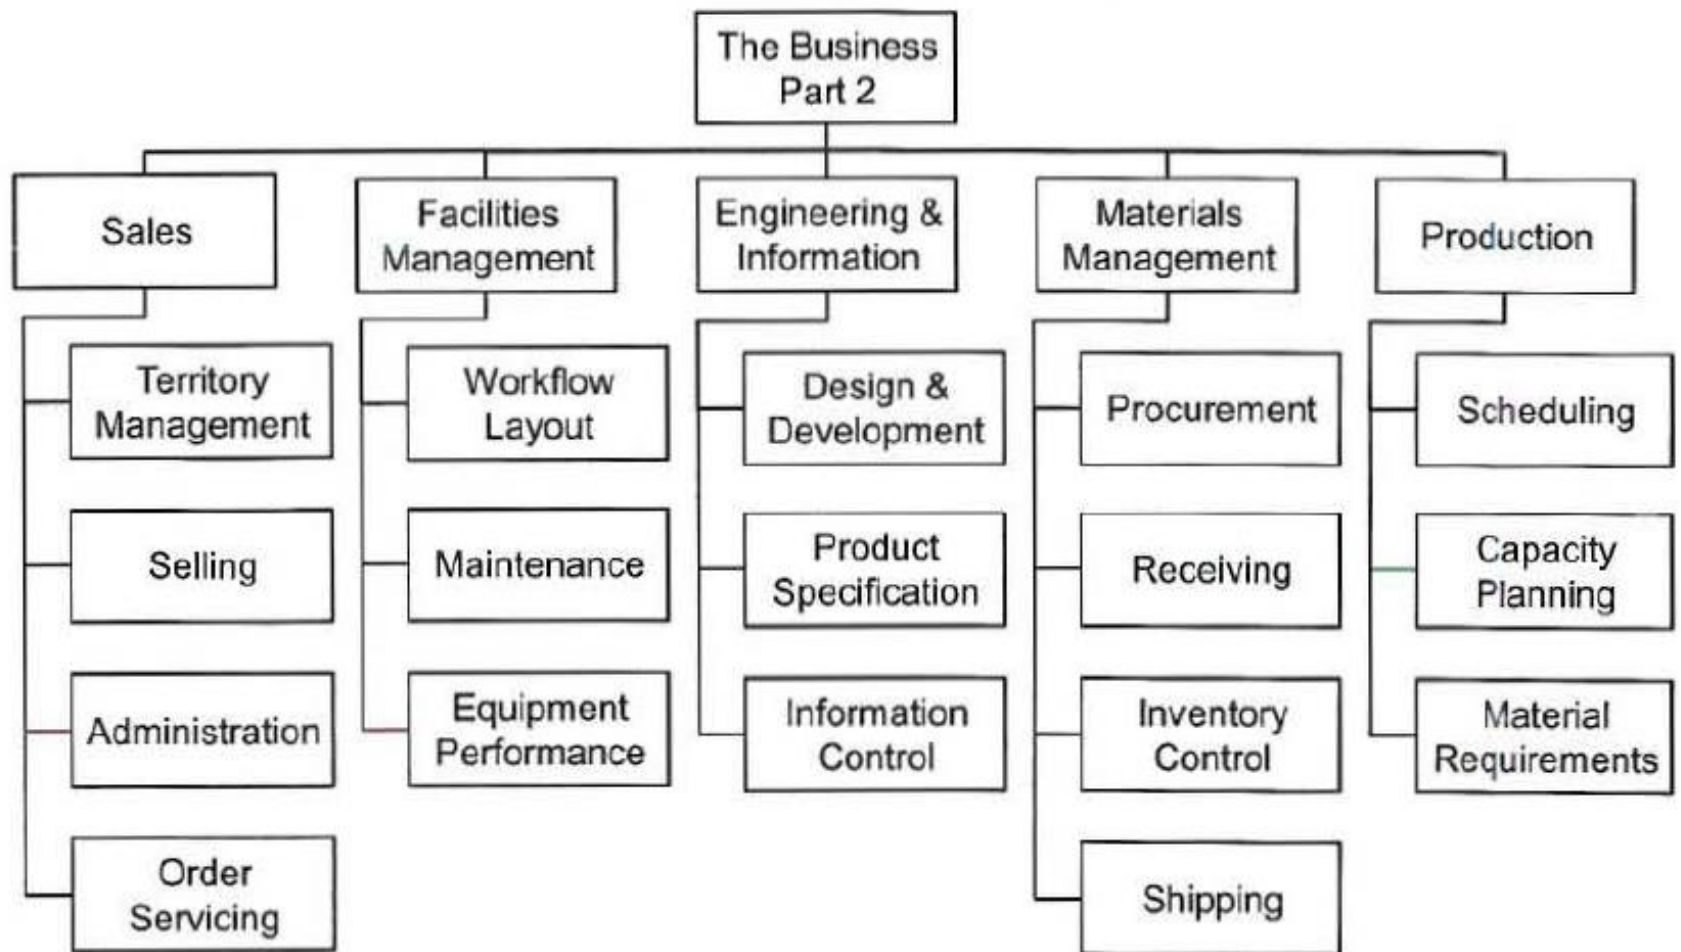 The Business
Part 2
Sales
Facilities
Management
Engineering &
Information
Materials
Management
Production
Territory
Management
Workflow
Layout
Design &
Development
Procurement
Scheduling
Selling
Maintenance
Product
Specification
Receiving
Capacity
Planning
Administration
Equipment
Performance
Information
Control
Inventory
Control
Material
Requirements
Order
Servicing
Shipping